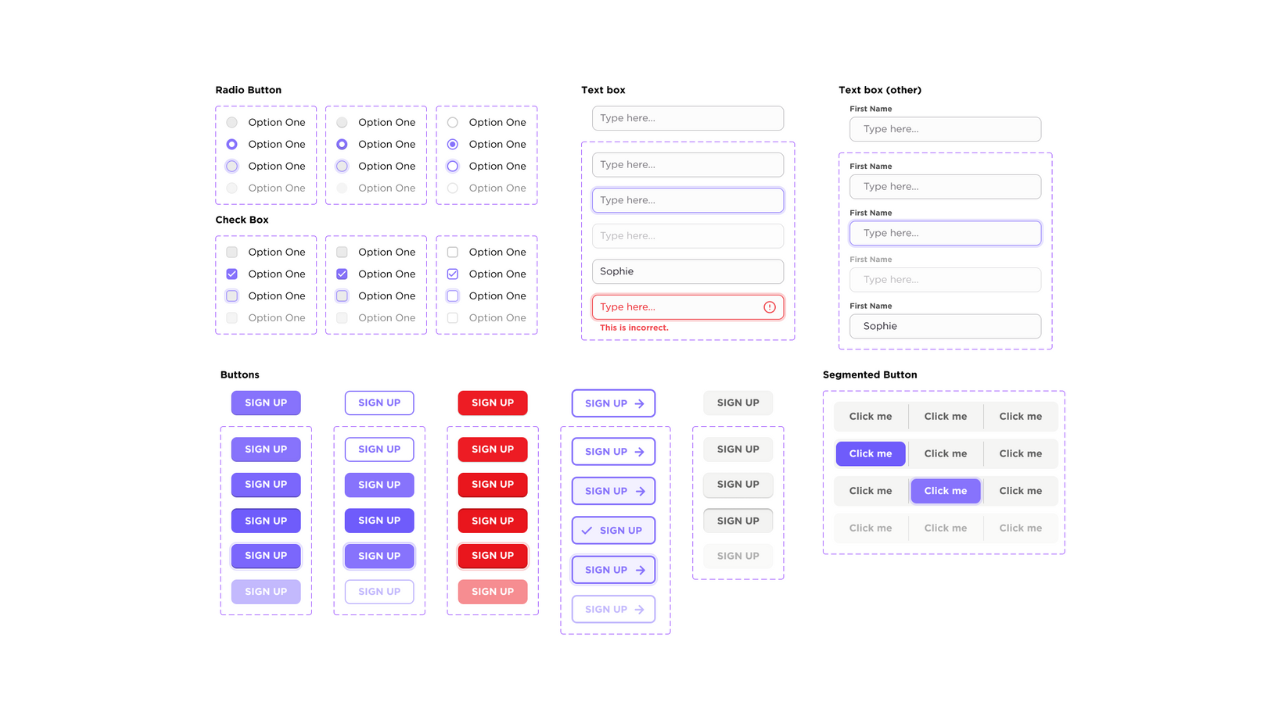 Radio Button
Option One Option One Option One
Option One Option One Option One
Option One Option One Option One
Option One Option One Option One
Check Box
Option One Option One Option One
Option One Option One Option One
Option One Option One Option One
Option One Option One Option One
Text box
Type here...
Type here...
Type here...
Type here...
Sophie
Type here...
This is incorrect.
Text box (other)
First Name
Type here...
First Name
Type here...
First Name
Type here...
First Name
Type here...
First Name
Sophie
Buttons
SIGN UP SIGN UP SIGN UP SIGN UP SIGN UP
SIGN UP SIGN UP SIGN UP SIGN UP SIGN UP
SIGN UP SIGN UP SIGN UP SIGN UP SIGN UP
SIGN UP SIGN UP SIGN UP SIGN UP SIGN UP
SIGN UP SIGN UP SIGN UP SIGN UP SIGN UP
SIGN UP SIGN UP SIGN UP SIGN UP
Segmented Button
Click me Click me Click me
Click me Click me Click me
Click me Click me Click me
Click me Click me Click me